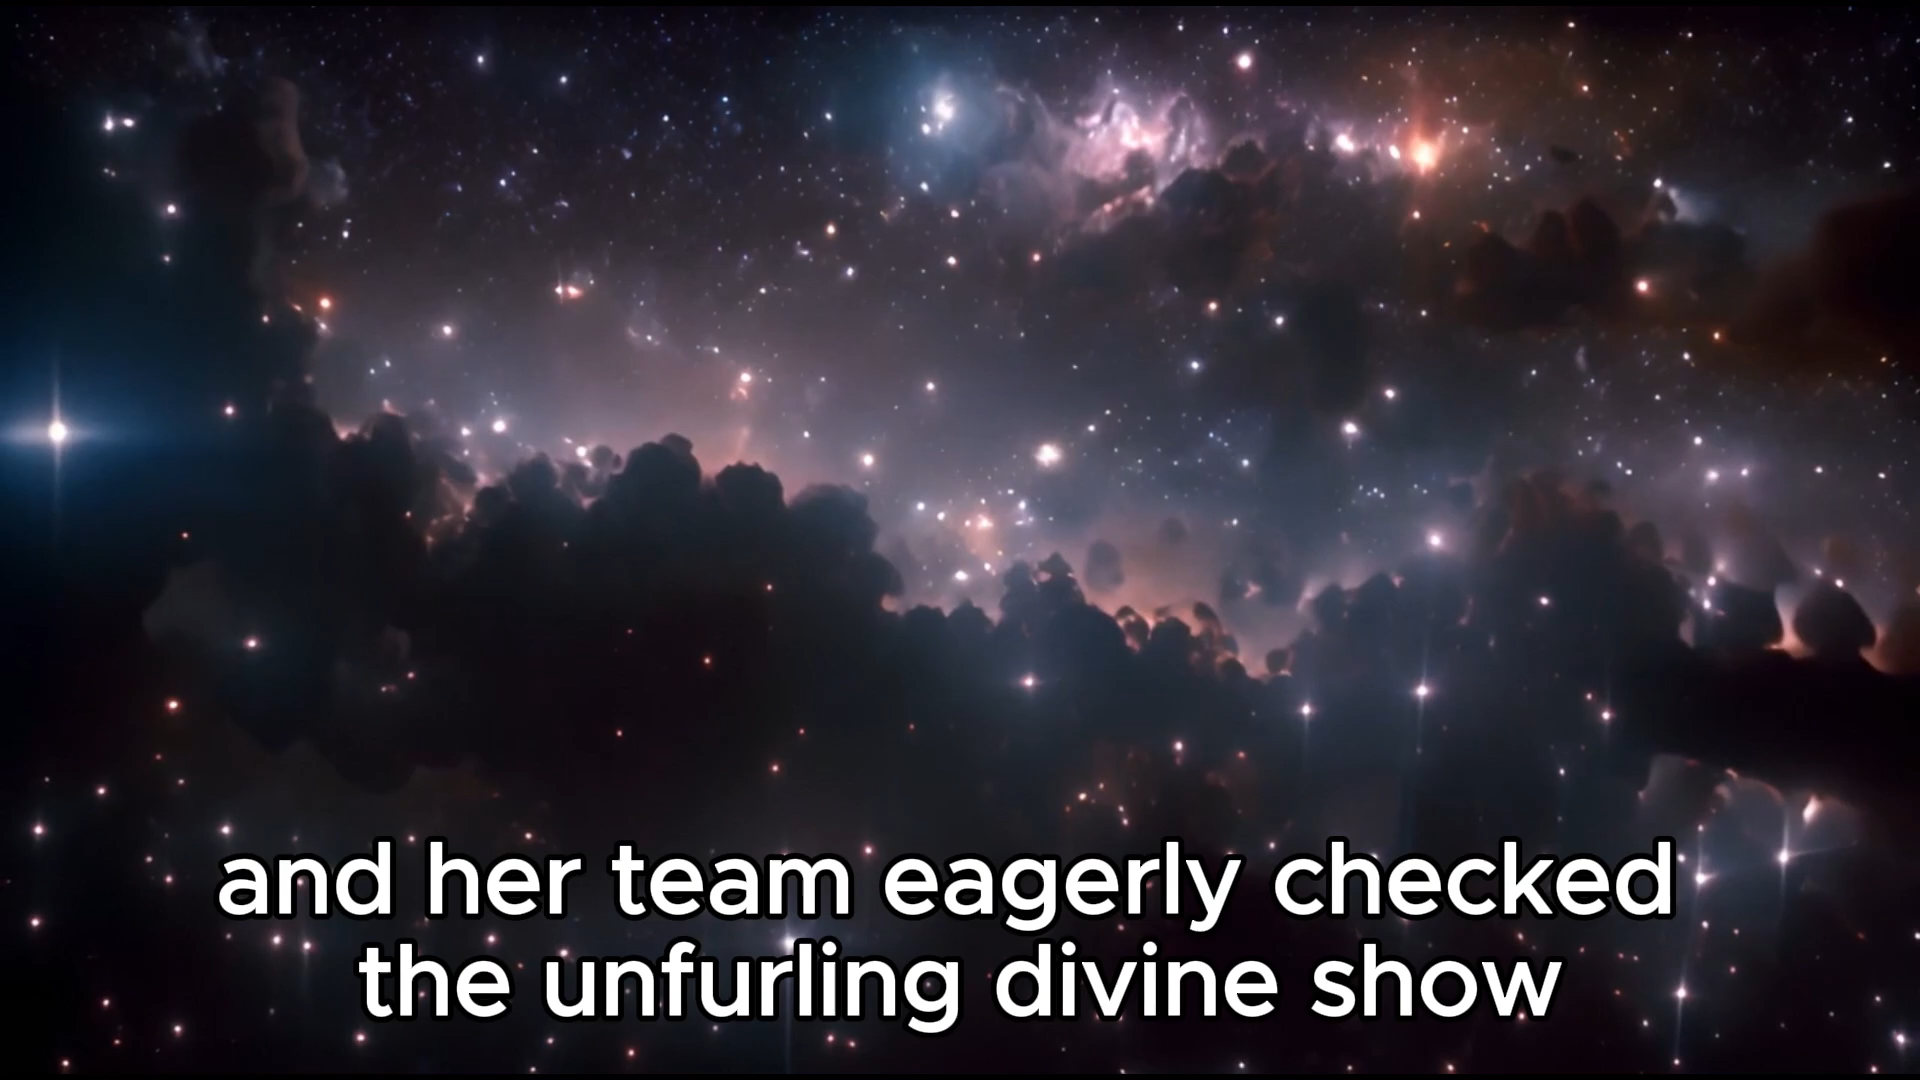 and her team eagerly checked
the unfurling divine show